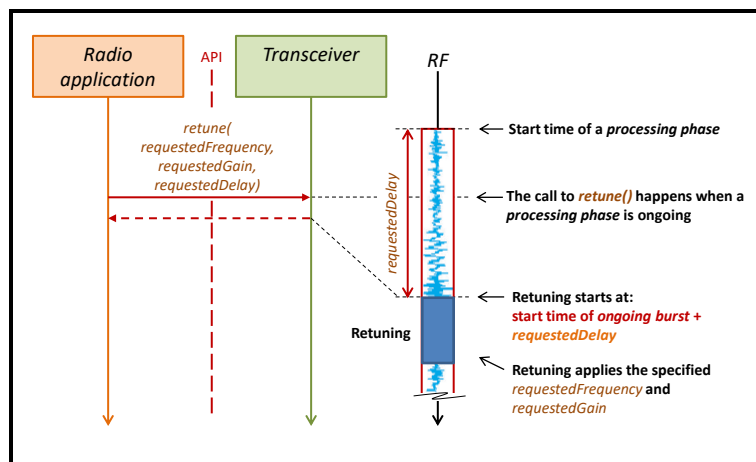 Radio
application
API
Transceiver
RF
retune(
requestedFrequency,
requestedGain,
requestedDelay)
requestedDelay
Start time of a processing phase
The call to retune() happens when a
processing phase is ongoing
Retuning starts at:
start time of ongoing burst +
requestedDelay
Retuning
Retuning applies the specified
requestedFrequency and
requestedGain